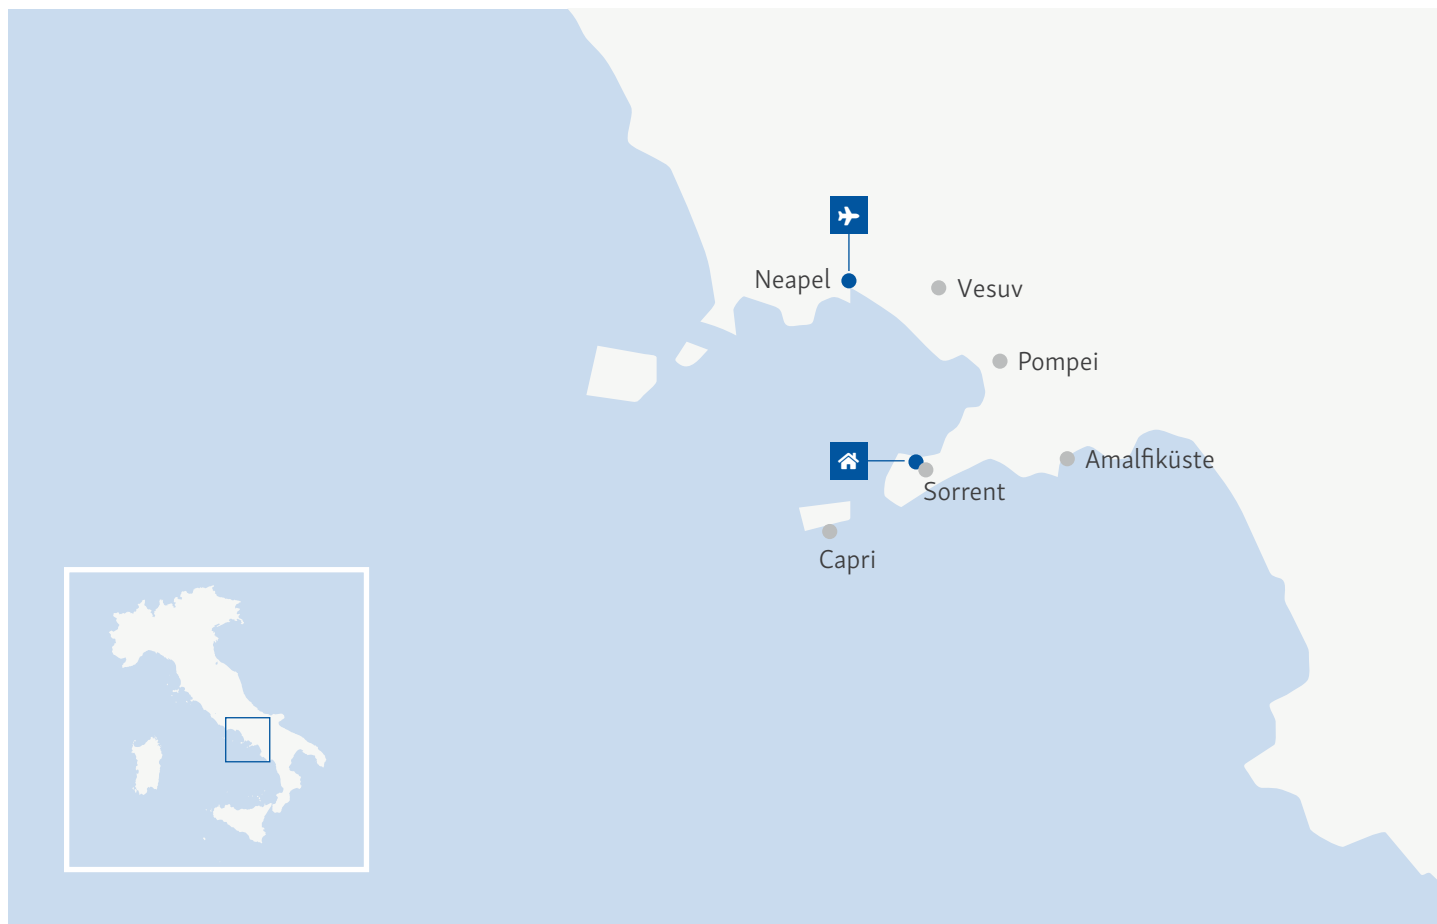 Neapel
Vesuv
Pompei
Amalfiküste
Sorrent
Capri